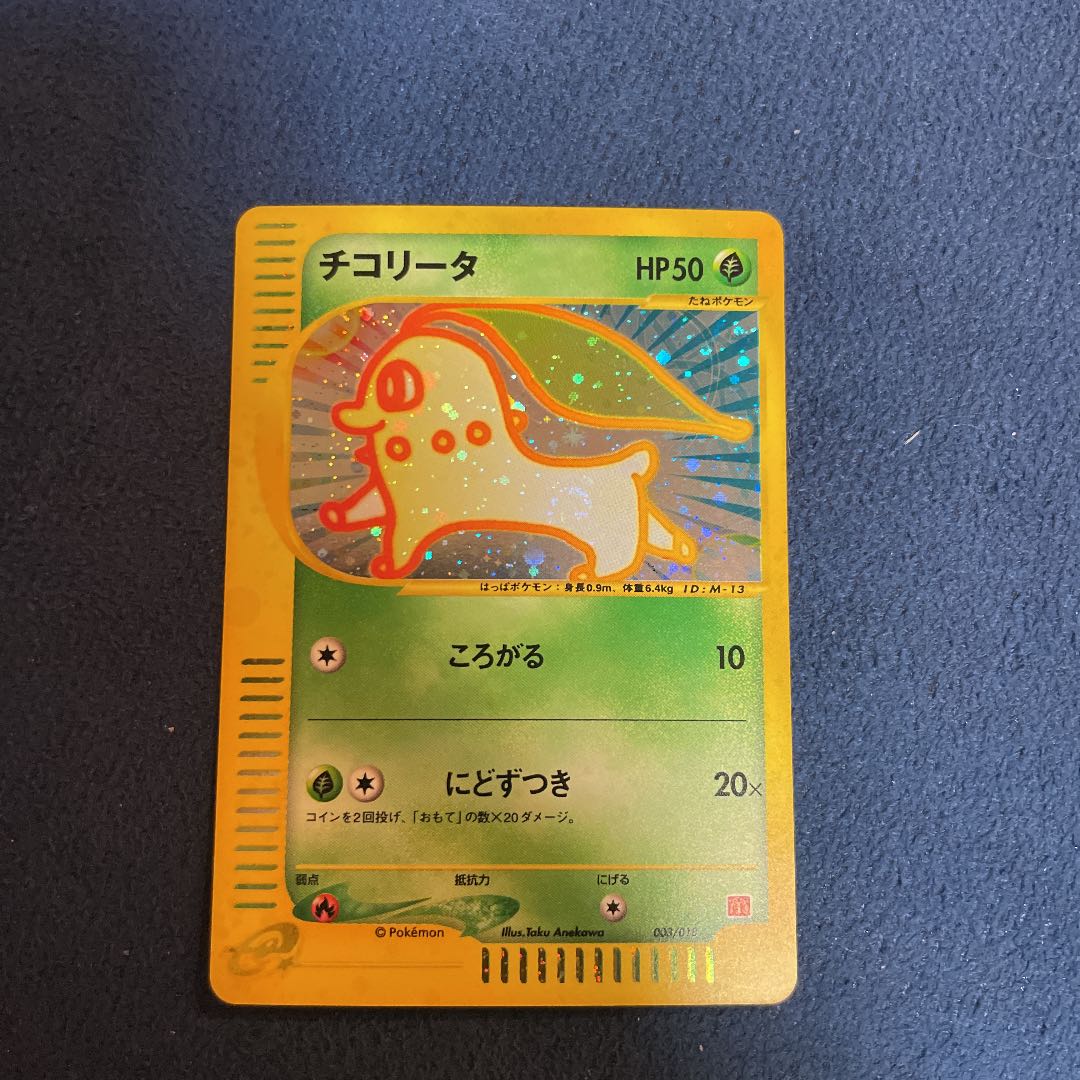 チコリータ HP50
たねポケモン
はっぱポケモン：身長0.9m、体重6.4kg ID:M-13
ころがる 10
にどずつき 20×
コインを2回投げ、「おもて」の数×20ダメージ。
弱点 抵抗力 にげる
©Pokémon Illus.Taku Anekawa 003/018